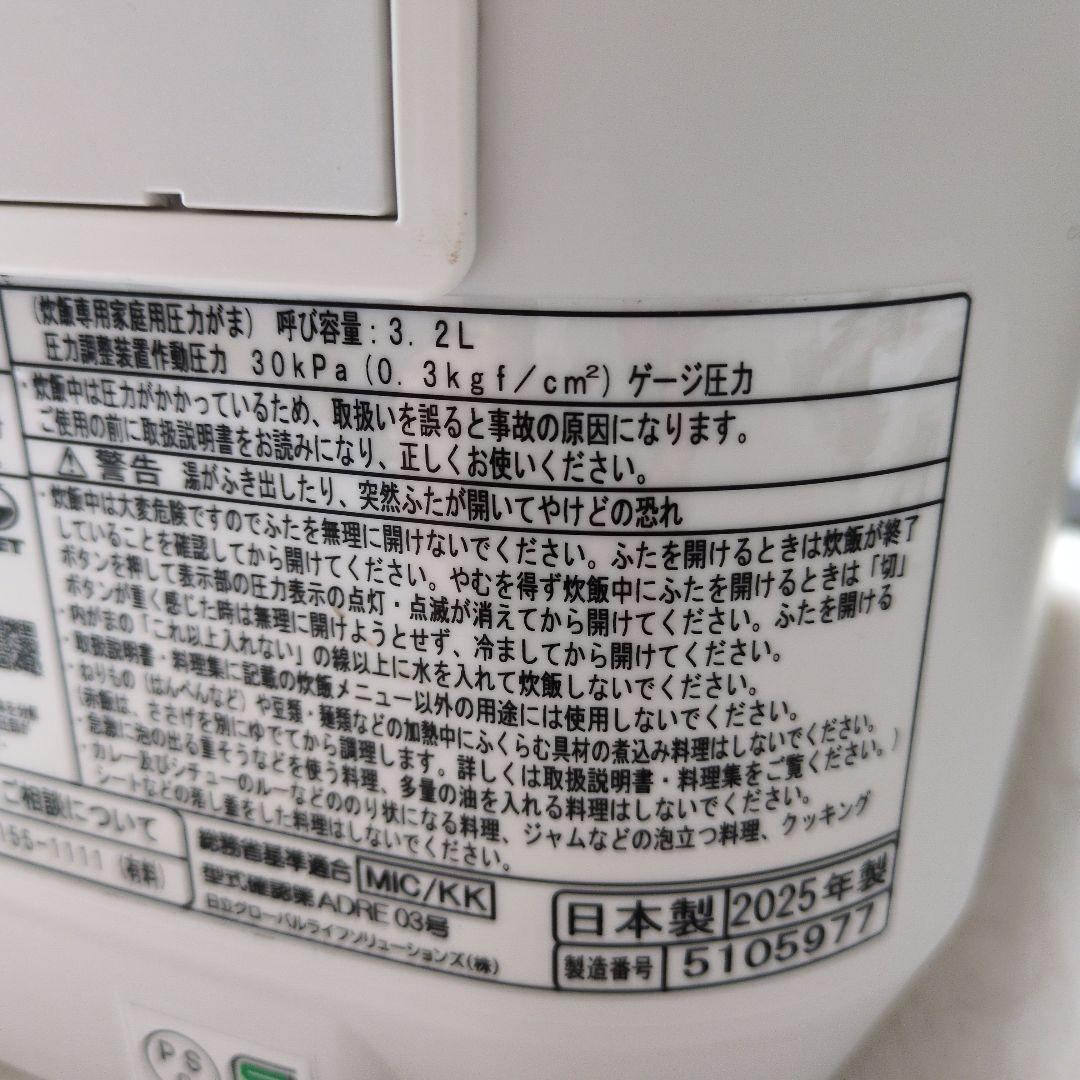 (炊飯専用家庭用圧力がま) 呼び容量:3.2L
圧力調整装置作動圧力 30kPa(0.3kgf/cm²)ゲージ圧力
・炊飯中は圧力がかかっているため、取扱いを誤ると事故の原因になります。
ご使用の前に取扱説明書をお読みになり、正しくお使いください。
⚠警告 湯がふき出したり、突然ふたが開いてやけどの恐れ
・炊飯中は大変危険ですのでふたを無理に開けないでください。ふたを開けるときは炊飯が終了
していることを確認してから開けてください。やむを得ず炊飯中にふたを開けるときは「切」
ボタンを押して表示部の圧力表示の点灯・点滅が消えてから開けてください。ふたを開ける
ボタンが重く感じた時は無理に開けようとせず、冷ましてから開けてください。
・内がまの「これ以上入れない」の線以上に水を入れて炊飯しないでください。
・取扱説明書・料理集に記載の炊飯メニュー以外の用途には使用しないでください。
・ねりもの(はんぺんなど)や豆類・麺類などの加熱中にふくらむ具材の煮込み料理はしないでください。
(赤飯は、ささげを別にゆでてから調理します。詳しくは取扱説明書・料理集をご覧ください。)
・急激に泡の出る重そうなどを使う料理、多量の油を入れる料理はしないでください。
・カレー及びシチューのルーなどののり状になる料理、ジャムなどの泡立つ料理、クッキング
シートなどの落し蓋をした料理はしないでください。
ET
ご相談について
155-1111(有料)
総務省基準適合
型式確認第ADRE03号
MIC/KK
日立グローバルライフソリューションズ(株)
日本製 2025年製
製造番号 5105977
PS